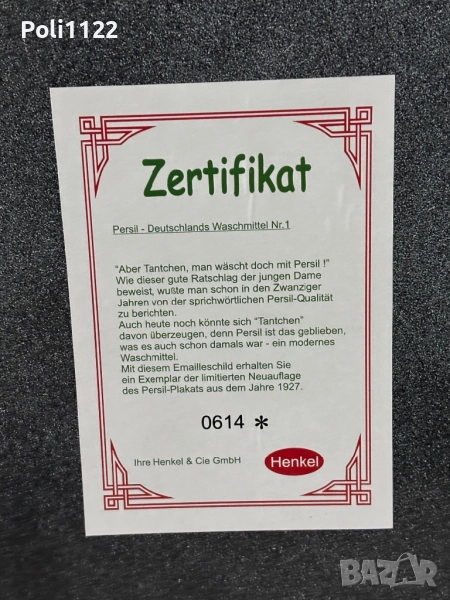 Poli1122
Zertifikat
Persil - Deutschlands Waschmittel Nr.1
"Aber Tantchen, man wäscht doch mit Persil !"
Wie dieser gute Ratschlag der jungen Dame
beweist, wußte man schon in den Zwanziger
Jahren von der sprichwörtlichen Persil-Qualität
zu berichten.
Auch heute noch könnte sich "Tantchen"
davon überzeugen, denn Persil ist das geblieben,
was es auch schon damals war - ein modernes
Waschmittel.
Mit diesem Emailleschild erhalten Sie
ein Exemplar der limitierten Neuauflage
des Persil-Plakats aus dem Jahre 1927.
0614 *
Ihre Henkel & Cie GmbH
Henkel
BAZAR